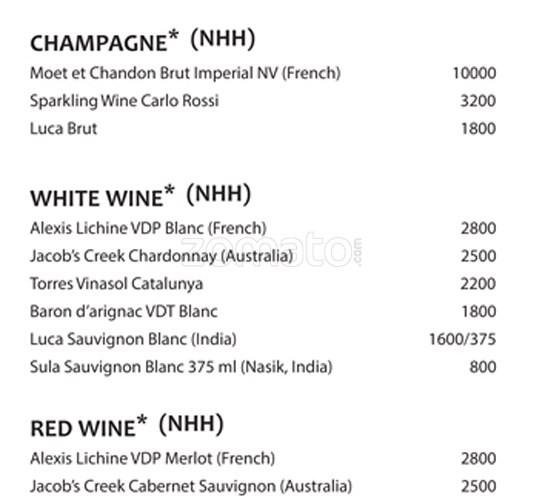 CHAMPAGNE* (NHH)
Moet et Chandon Brut Imperial NV (French) 10000
Sparkling Wine Carlo Rossi 3200
Luca Brut 1800
WHITE WINE* (NHH)
Alexis Lichine VDP Blanc (French) 2800
zomato.com
Jacob's Creek Chardonnay (Australia) 2500
Torres Vinasol Catalunya 2200
Baron d'arignac VDT Blanc 1800
Luca Sauvignon Blanc (India) 1600/375
Sula Sauvignon Blanc 375 ml (Nasik, India) 800
RED WINE* (NHH)
Alexis Lichine VDP Merlot (French) 2800
Jacob's Creek Cabernet Sauvignon (Australia) 2500